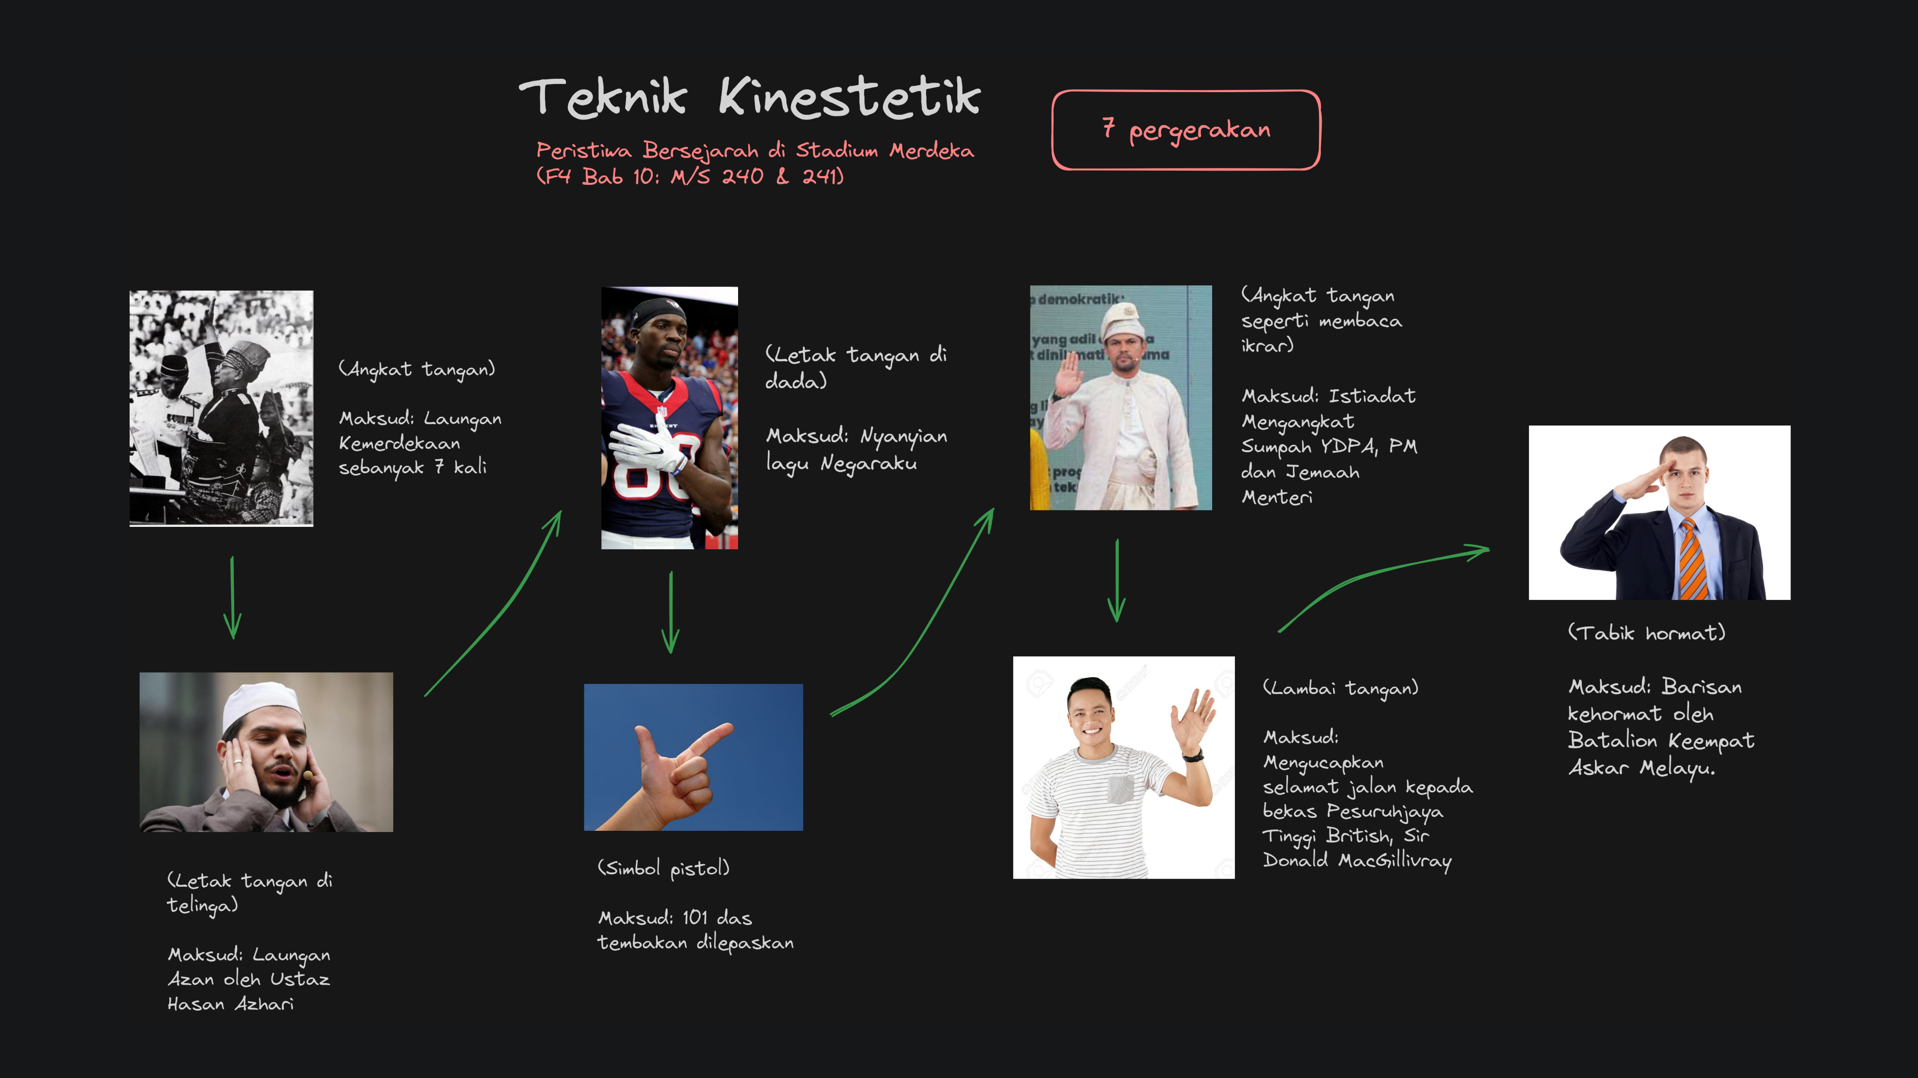 Teknik Kinestetik
Peristiwa Bersejarah di Stadium Merdeka
(F4 Bab 10: M/S 240 & 241)
7 pergerakan
(Angkat tangan)
Maksud: Laungan
Kemerdekaan
sebanyak 7 kali
(Letak tangan di
telinga)
Maksud: Laungan
Azan oleh Ustaz
Hasan Azhari
(Letak tangan di
dada)
Maksud: Nyanyian
lagu Negaraku
(Simbol pistol)
Maksud: 101 das
tembakan dilepaskan
demokratik:
yang adil
(Angkat tangan
seperti membaca
ikrar)
Maksud: Istiadat
Mengangkat
Sumpah YDPA, PM
dan Jemaah
Menteri
(Lambai tangan)
Maksud:
Mengucapkan
selamat jalan kepada
bekas Pesuruhjaya
Tinggi British, Sir
Donald MacGillivray
(Tabik hormat)
Maksud: Barisan
kehormat oleh
Batalion Keempat
Askar Melayu.